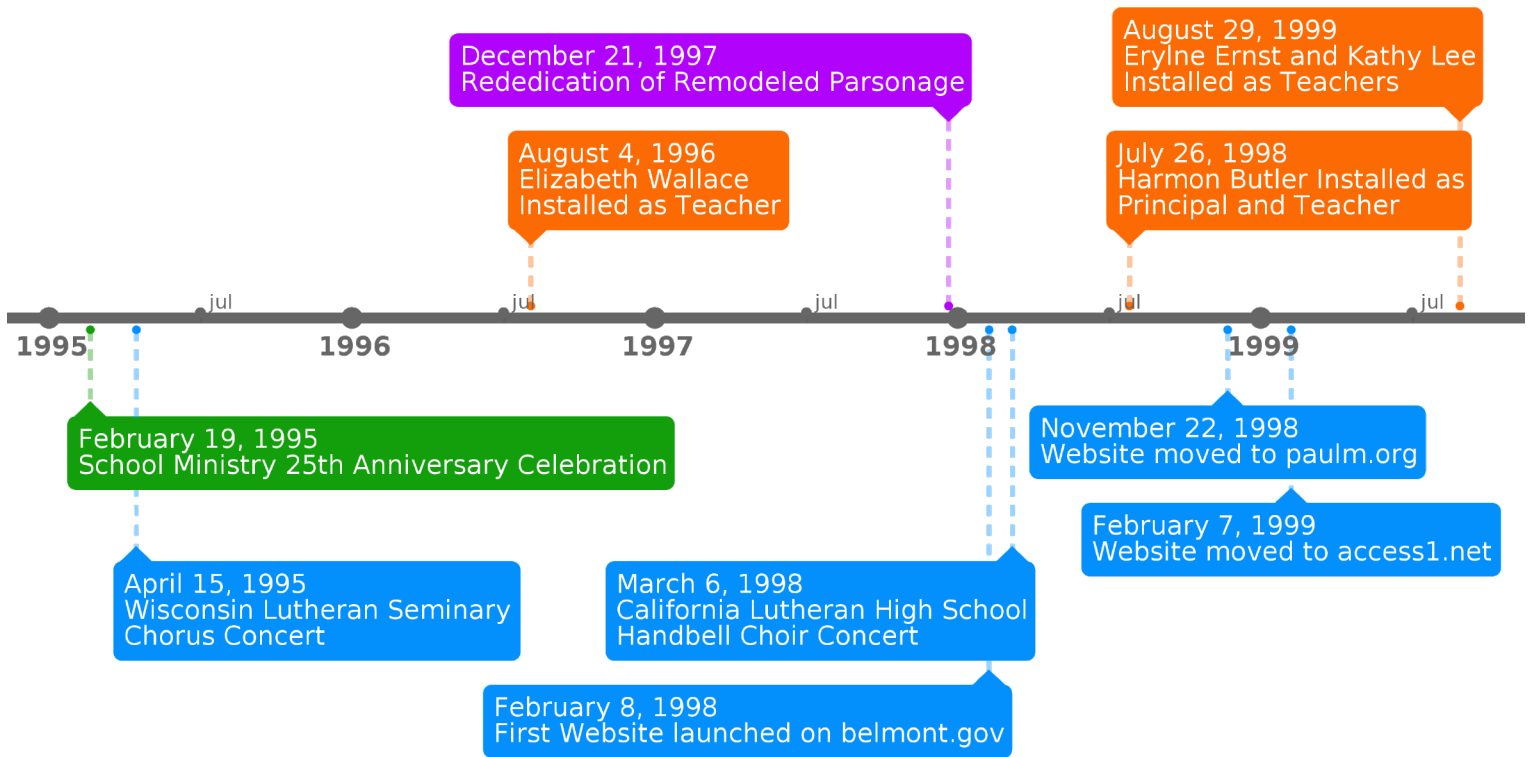 December 21, 1997
Rededication of Remodeled Parsonage
August 29, 1999
Erylne Ernst and Kathy Lee
Installed as Teachers
August 4, 1996
Elizabeth Wallace
Installed as Teacher
July 26, 1998
Harmon Butler Installed as
Principal and Teacher
jul
jul
jul
jul
jul
1995
1996
1997
1998
1999
February 19, 1995
School Ministry 25th Anniversary Celebration
November 22, 1998
Website moved to paulm.org
February 7, 1999
Website moved to access1.net
April 15, 1995
Wisconsin Lutheran Seminary
Chorus Concert
March 6, 1998
California Lutheran High School
Handbell Choir Concert
February 8, 1998
First Website launched on belmont.gov